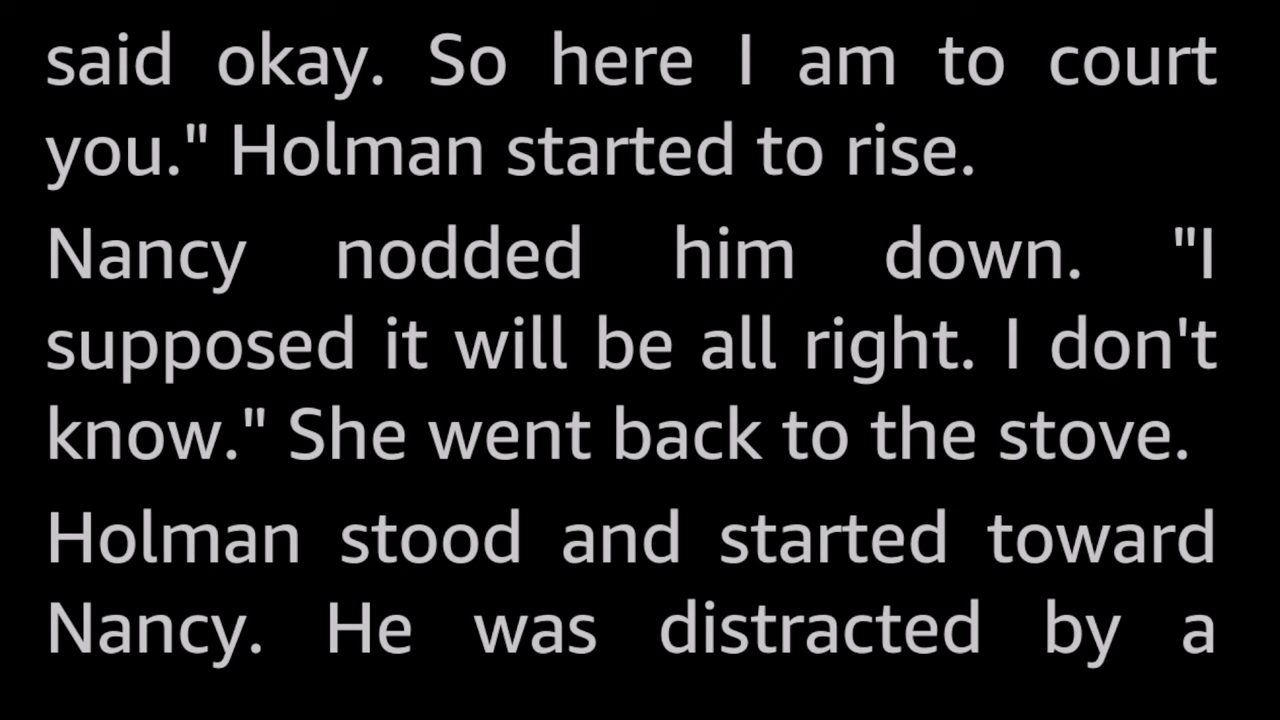 said okay. So here I am to court
you." Holman started to rise.
Nancy nodded him down. "I
supposed it will be all right. I don't
know." She went back to the stove.
Holman stood and started toward
Nancy. He was distracted by a